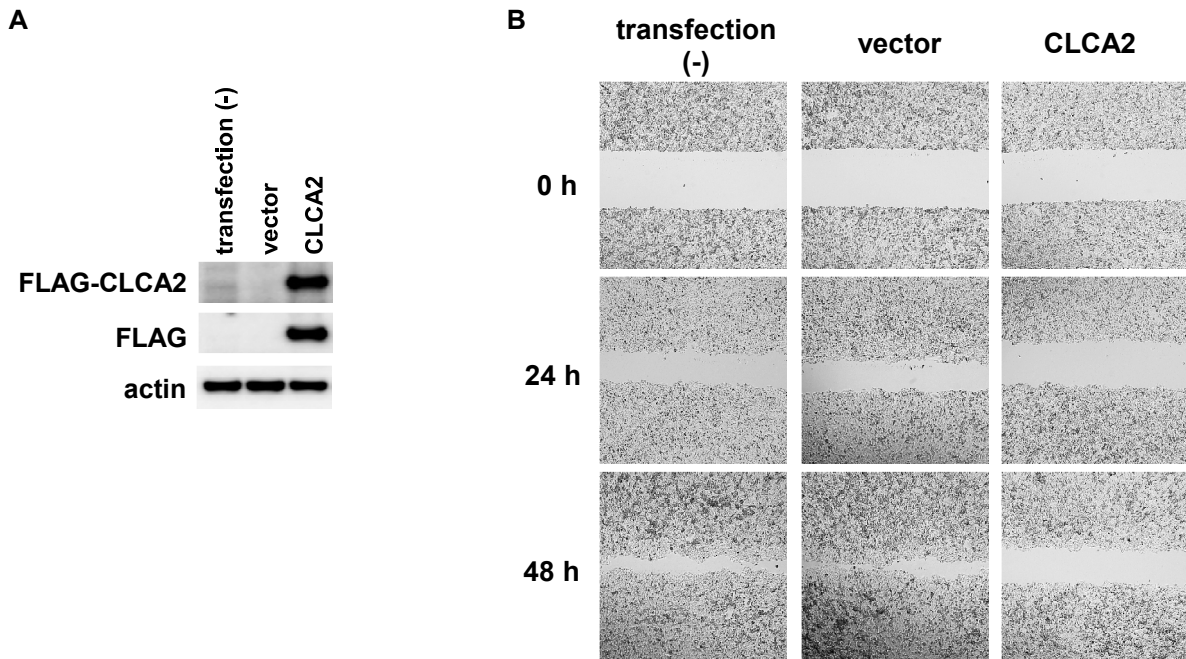 A
transfection (-)
vector
CLCA2
FLAG-CLCA2
FLAG
actin
B
transfection
(-)
vector
CLCA2
0 h
24 h
48 h